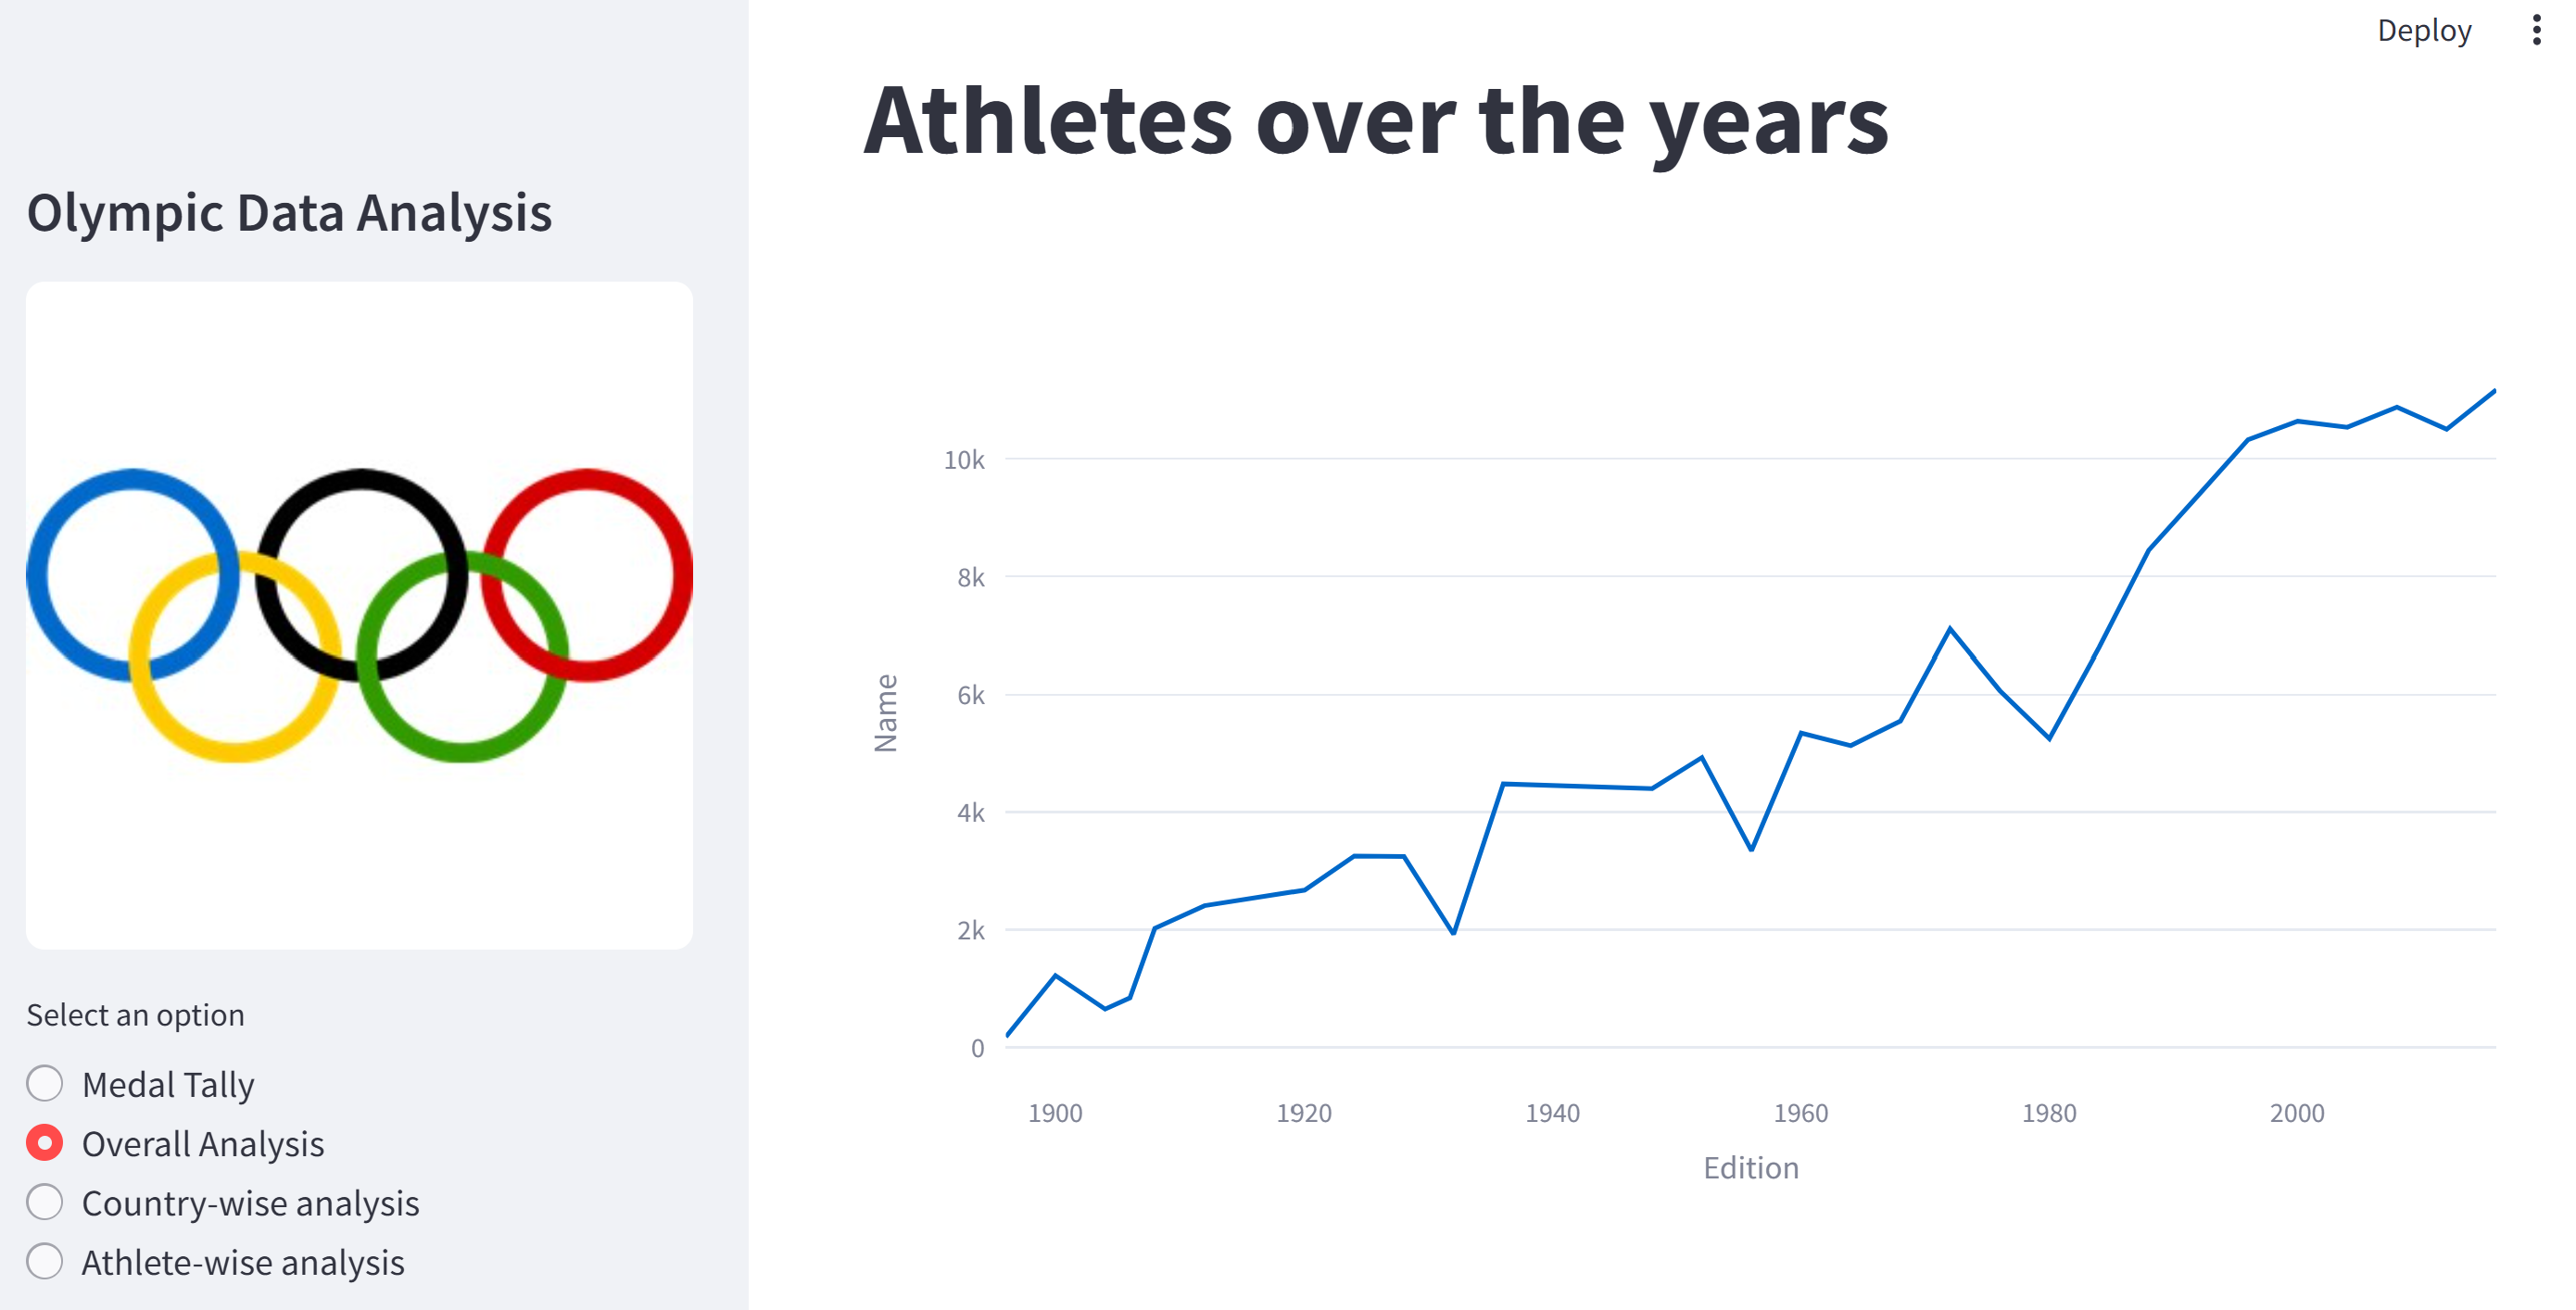 Deploy
Olympic Data Analysis
Select an option
Medal Tally
Overall Analysis
Country-wise analysis
Athlete-wise analysis
Athletes over the years
10k
8k
6k
4k
2k
0
Name
1900 1920 1940 1960 1980 2000
Edition